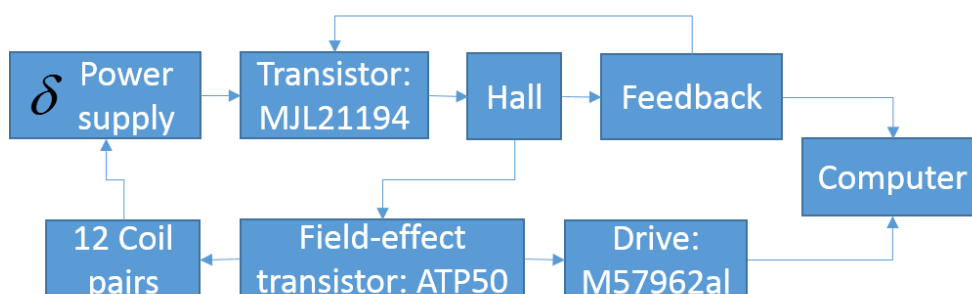 δ Power
supply
Transistor:
MJL21194
Hall
Feedback
Computer
12 Coil
pairs
Field-effect
transistor: ATP50
Drive:
M57962al